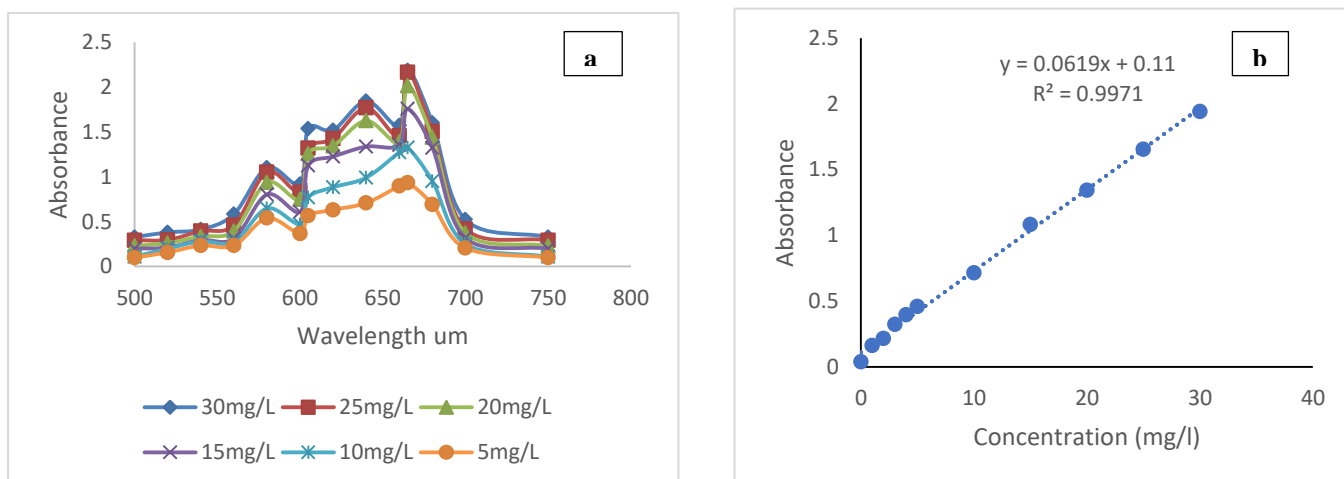 a
2.5
2
1.5
1
0.5
0
Absorbance
500 550 600 650 700 750 800
Wavelength um
30mg/L 25mg/L 20mg/L
15mg/L 10mg/L 5mg/L
b
y = 0.0619x + 0.11
R² = 0.9971
2.5
2
1.5
1
0.5
0
Absorbance
0 10 20 30 40
Concentration (mg/l)